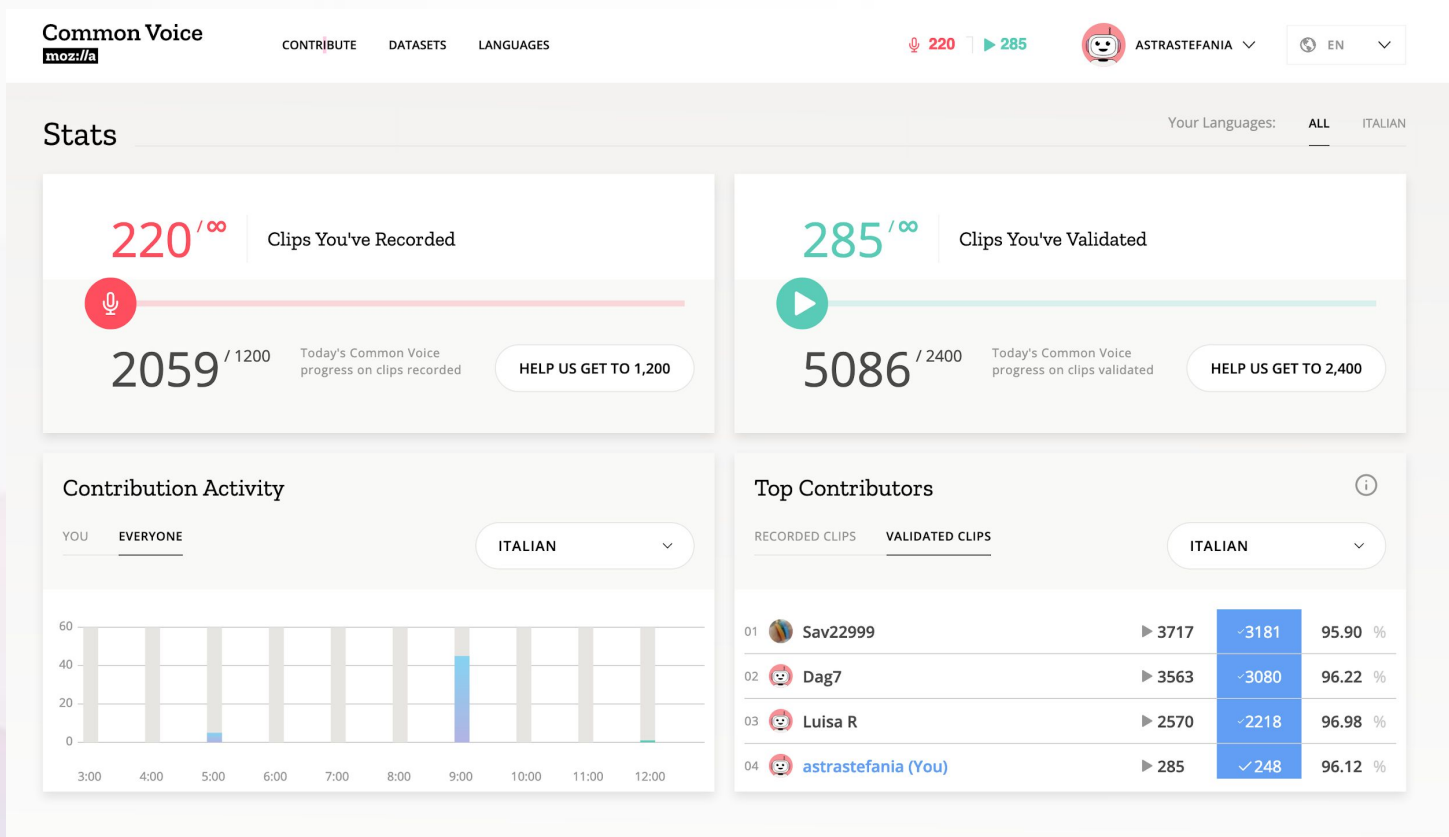 Common Voice
moz://a
CONTRIBUTE DATASETS LANGUAGES
220 285
ASTRASTEFANIA
EN
Stats
Your Languages: ALL ITALIAN
220 / ∞ Clips You've Recorded
2059 / 1200
Today's Common Voice
progress on clips recorded
HELP US GET TO 1,200
285 / ∞ Clips You've Validated
5086 / 2400
Today's Common Voice
progress on clips validated
HELP US GET TO 2,400
Contribution Activity
YOU EVERYONE
ITALIAN
60
40
20
0
3:00 4:00 5:00 6:00 7:00 8:00 9:00 10:00 11:00 12:00
Top Contributors
RECORDED CLIPS VALIDATED CLIPS
ITALIAN
01 Sav22999 3717 3181 95.90 %
02 Dag7 3563 3080 96.22 %
03 Luisa R 2570 2218 96.98 %
04 astrastefania (You) 285 248 96.12 %